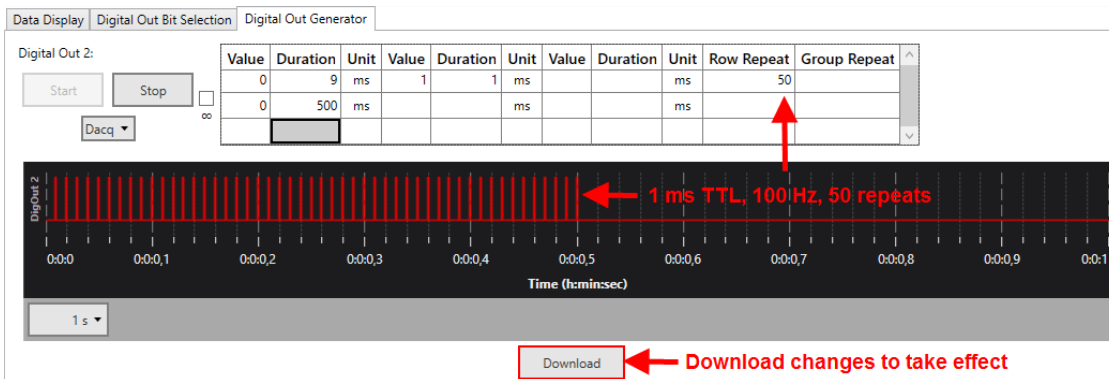 Data Display Digital Out Bit Selection Digital Out Generator
Digital Out 2:
Start Stop
∞
Dacq
Value Duration Unit Value Duration Unit Value Duration Unit Row Repeat Group Repeat
0 9 ms 1 1 ms ms 50
0 500 ms ms ms
DigOut 2
1 ms TTL, 100 Hz, 50 repeats
0:0:0 0:0:0,1 0:0:0,2 0:0:0,3 0:0:0,4 0:0:0,5 0:0:0,6 0:0:0,7 0:0:0,8 0:0:0,9 0:0:1
Time (h:min:sec)
1 s
Download
Download changes to take effect